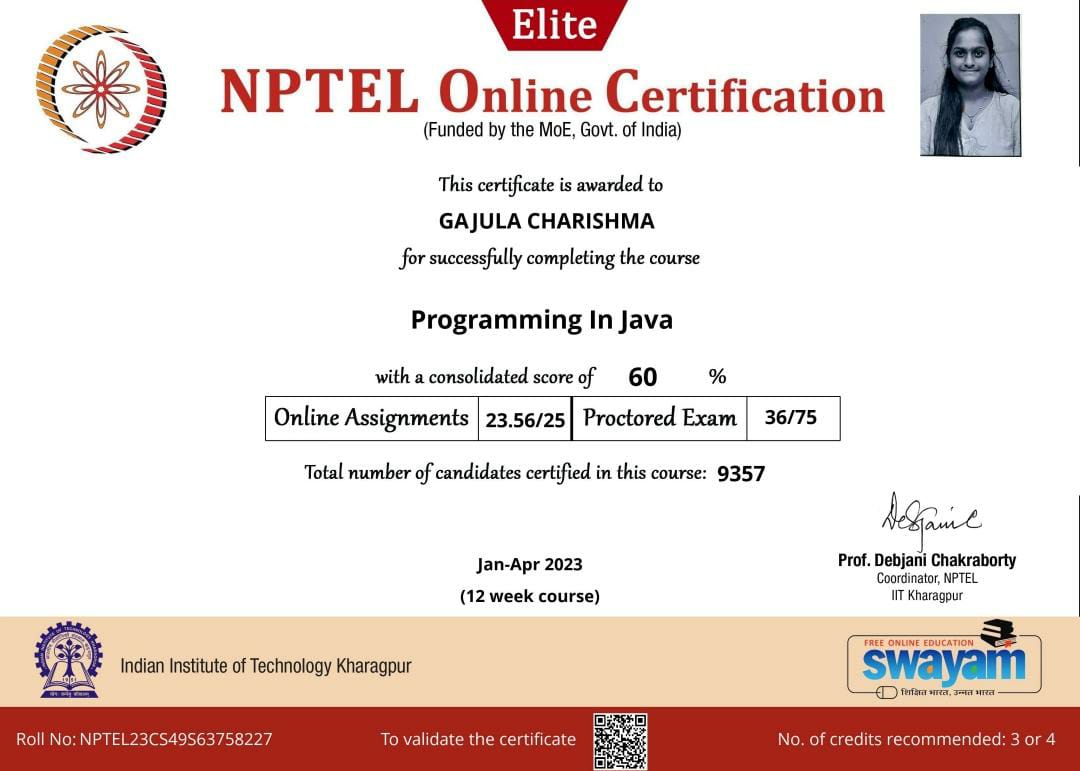 Elite
NPTEL Online Certification
(Funded by the MoE, Govt. of India)
This certificate is awarded to
GAJULA CHARISHMA
for successfully completing the course
Programming In Java
with a consolidated score of 60 %
Online Assignments 23.56/25 Proctored Exam 36/75
Total number of candidates certified in this course: 9357
Jan-Apr 2023
(12 week course)
Prof. Debjani Chakraborty
Coordinator, NPTEL
IIT Kharagpur
Indian Institute of Technology Kharagpur
FREE ONLINE EDUCATION
swayam
शिक्षित भारत, उन्नत भारत
Roll No: NPTEL23CS49S63758227
To validate the certificate
No. of credits recommended: 3 or 4